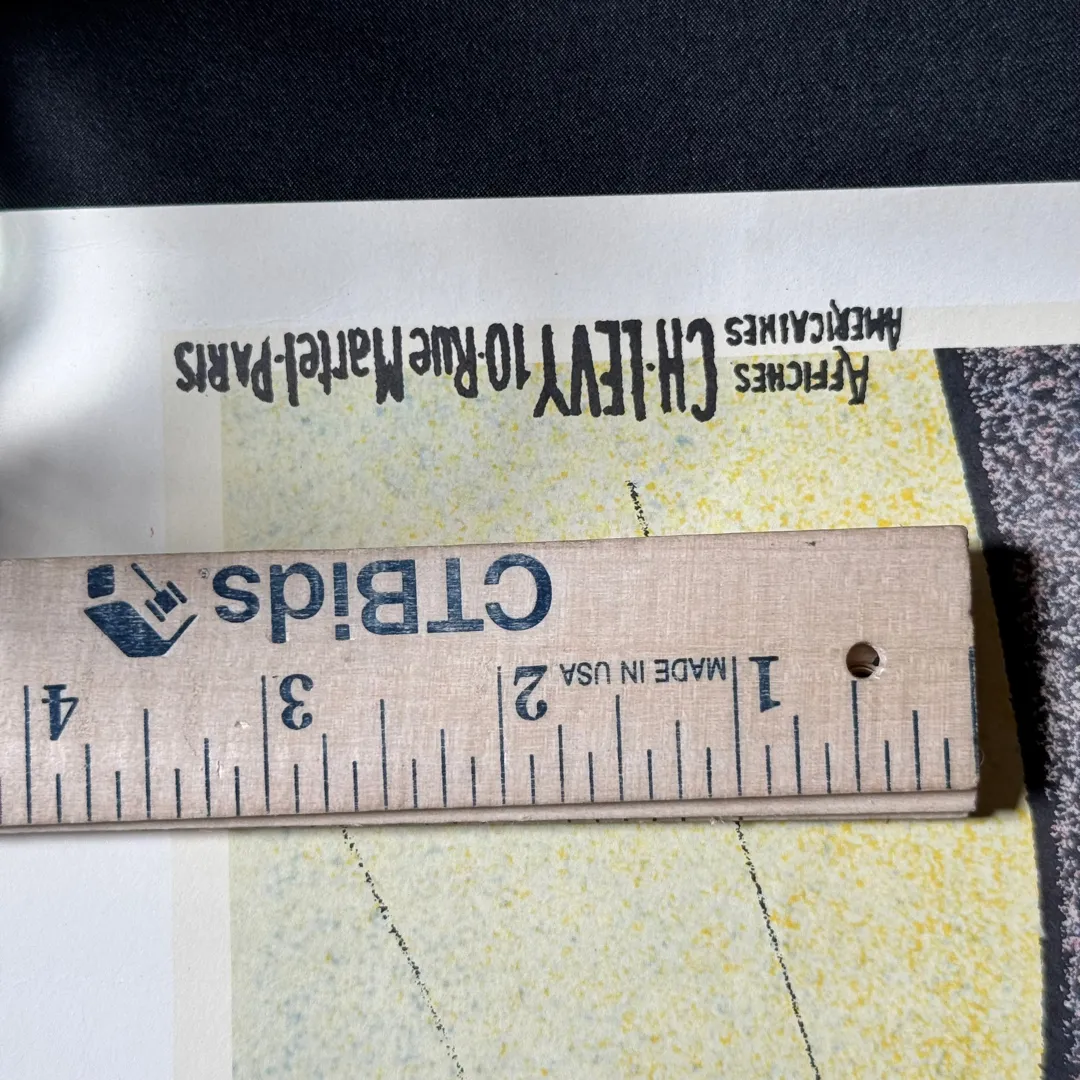 AMERICAINES
AFFICHES CH·LEVY 10·Rue Martel·PARIS
CTBids
MADE IN USA
1 2 3 4